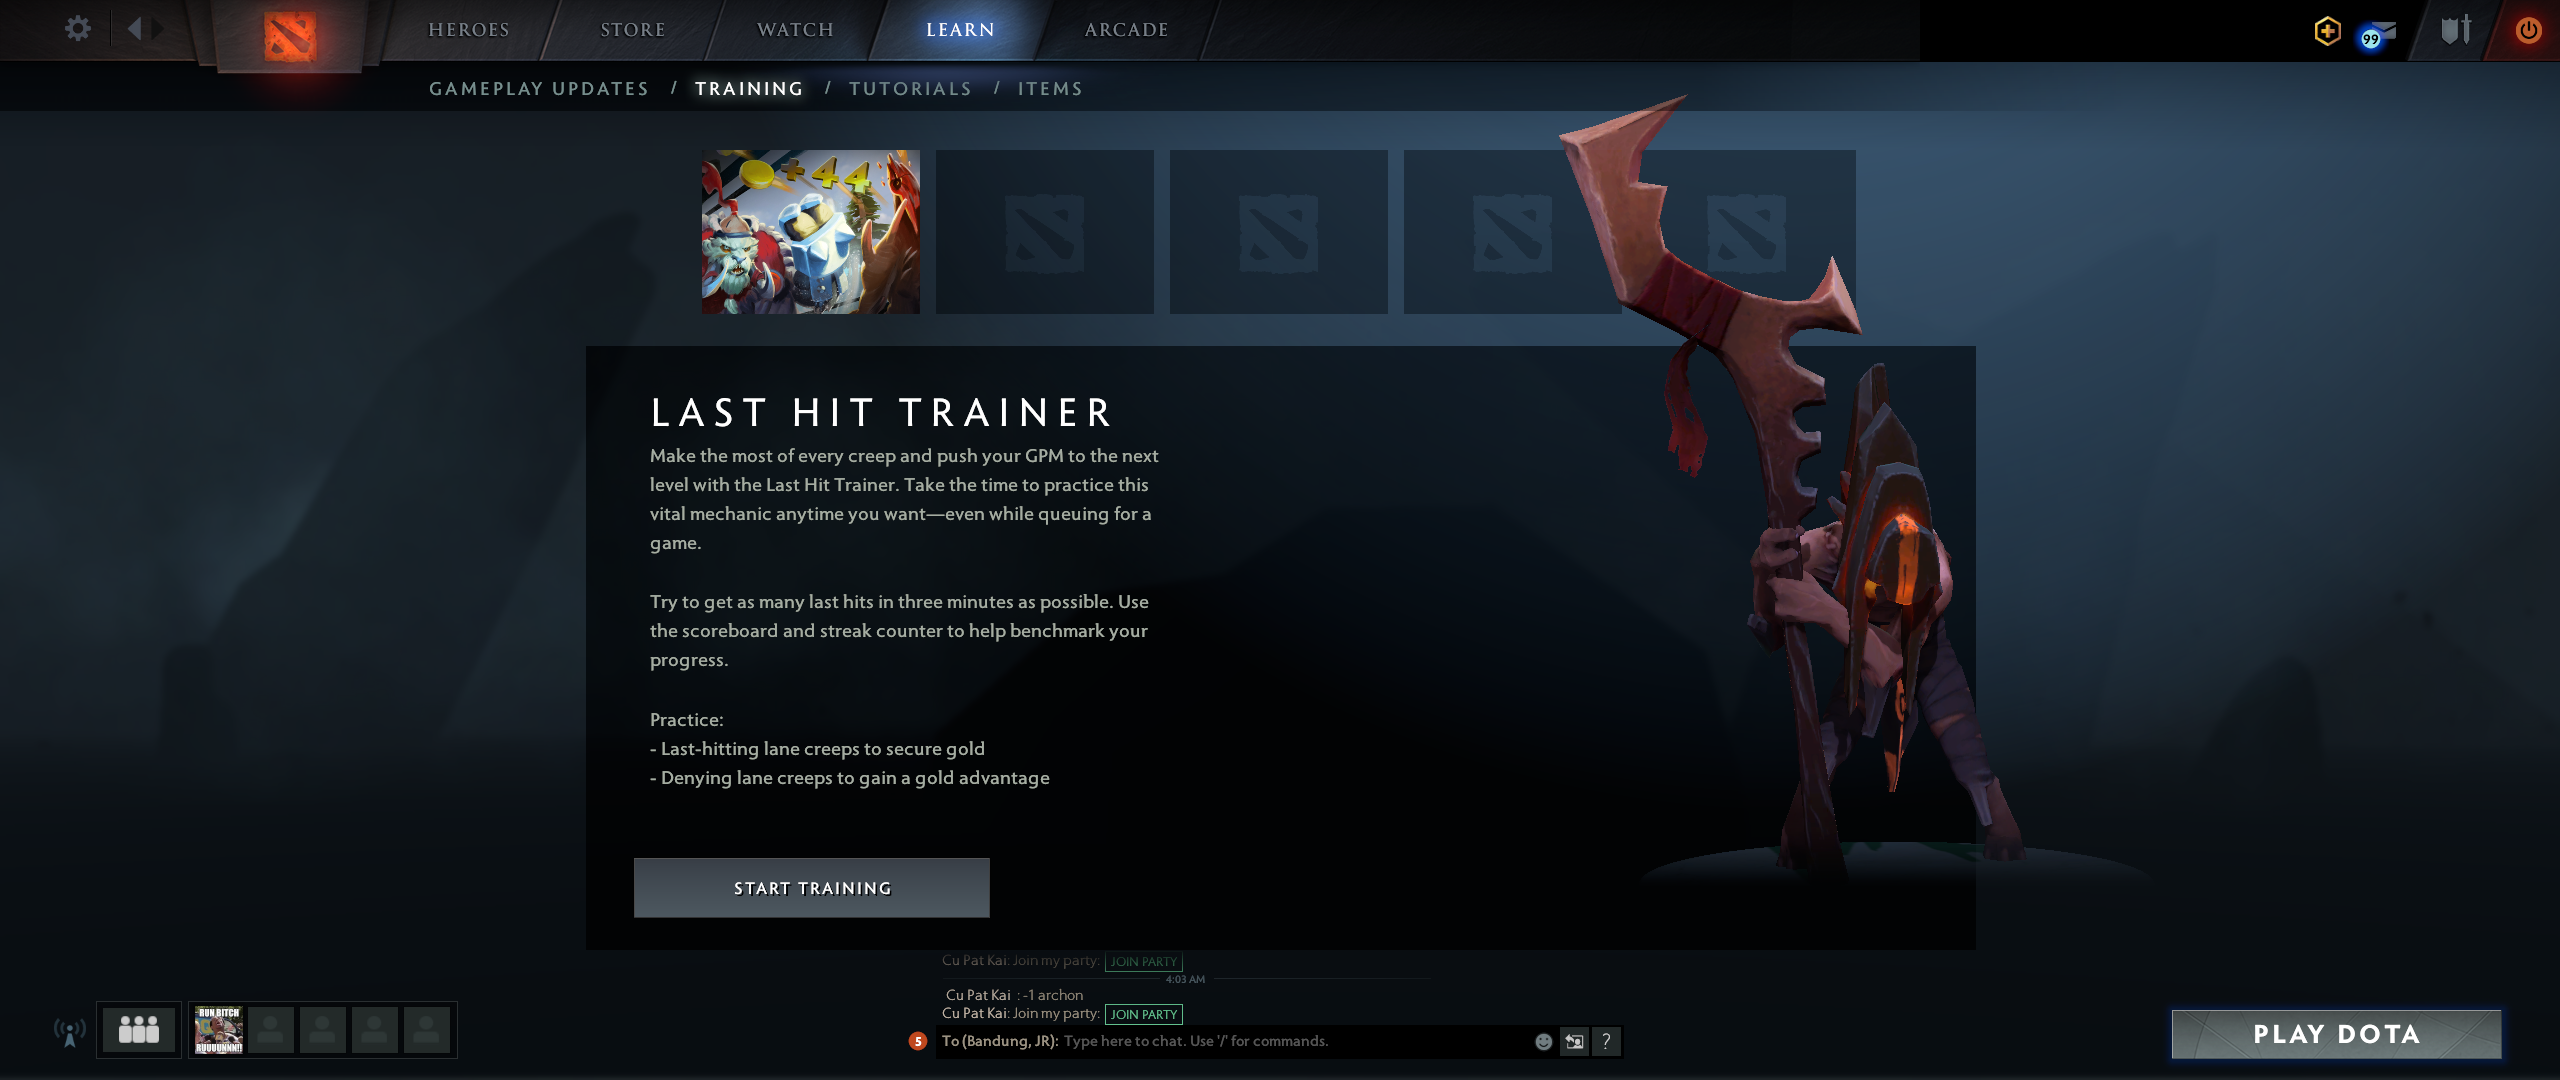 HEROES
STORE
WATCH
LEARN
ARCADE
99
GAMEPLAY UPDATES / TRAINING / TUTORIALS / ITEMS
+44
LAST HIT TRAINER
Make the most of every creep and push your GPM to the next
level with the Last Hit Trainer. Take the time to practice this
vital mechanic anytime you want—even while queuing for a
game.
Try to get as many last hits in three minutes as possible. Use
the scoreboard and streak counter to help benchmark your
progress.
Practice:
- Last-hitting lane creeps to secure gold
- Denying lane creeps to gain a gold advantage
START TRAINING
Cu Pat Kai: Join my party: JOIN PARTY
4:03 AM
Cu Pat Kai : -1 archon
Cu Pat Kai: Join my party: JOIN PARTY
5 To (Bandung, JR): Type here to chat. Use '/' for commands. ?
RUN BITCH
RUUUUNNN!!
PLAY DOTA